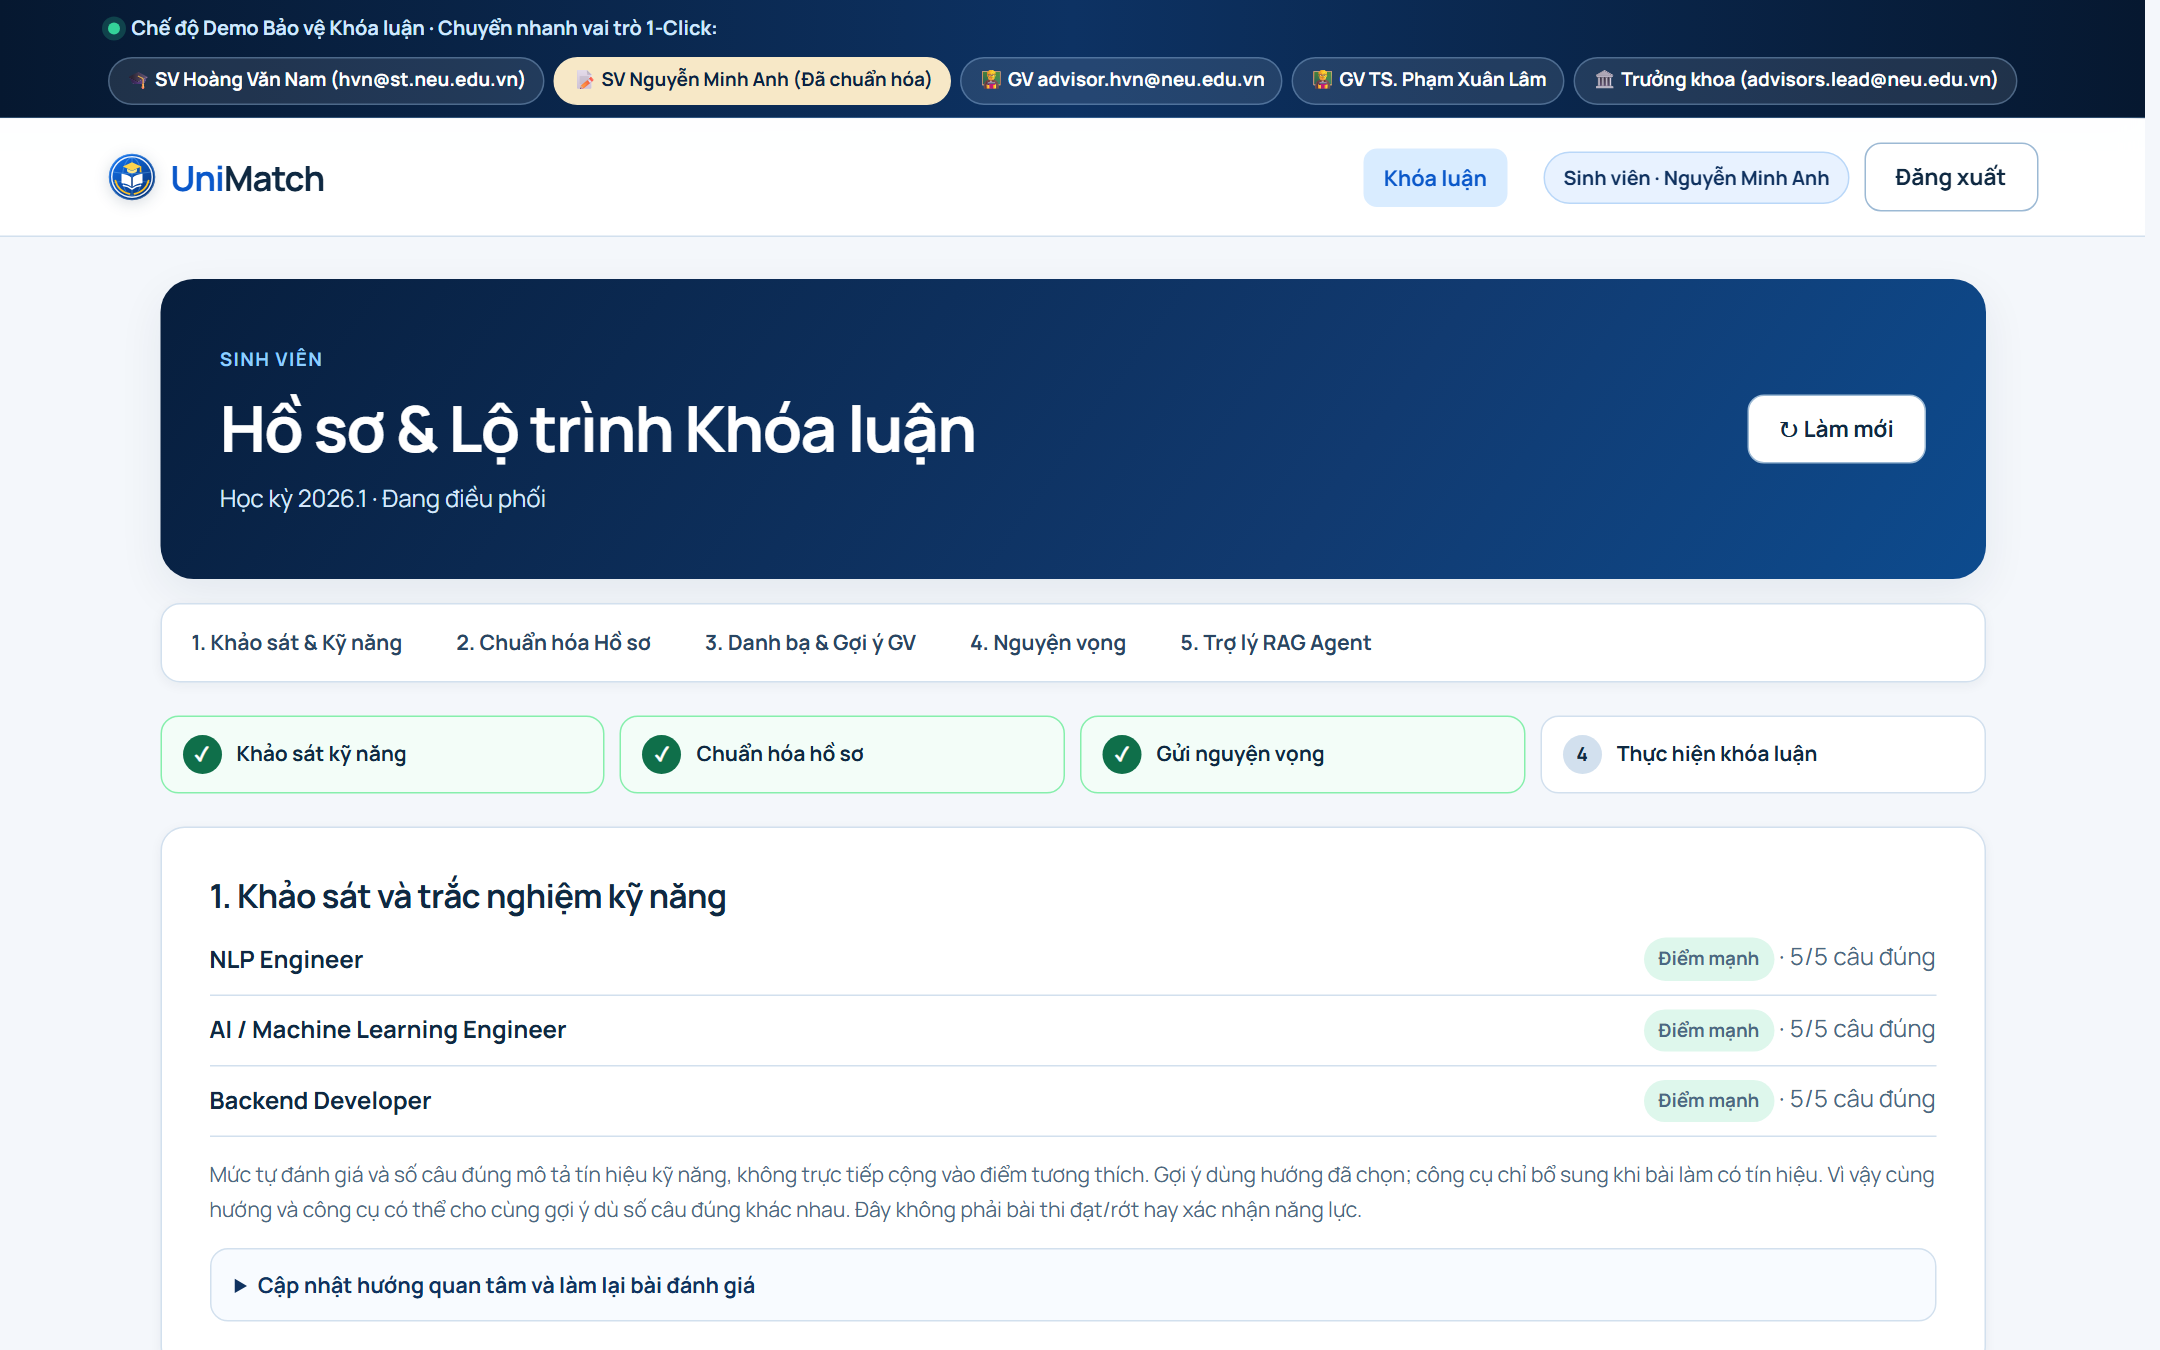 Chế độ Demo Bảo vệ Khóa luận · Chuyển nhanh vai trò 1-Click:
SV Hoàng Văn Nam (hvn@st.neu.edu.vn)
SV Nguyễn Minh Anh (Đã chuẩn hóa)
GV advisor.hvn@neu.edu.vn
GV TS. Phạm Xuân Lâm
Trưởng khoa (advisors.lead@neu.edu.vn)
UniMatch
Khóa luận
Sinh viên · Nguyễn Minh Anh
Đăng xuất
SINH VIÊN
Hồ sơ & Lộ trình Khóa luận
Học kỳ 2026.1 · Đang điều phối
↻ Làm mới
1. Khảo sát & Kỹ năng
2. Chuẩn hóa Hồ sơ
3. Danh bạ & Gợi ý GV
4. Nguyện vọng
5. Trợ lý RAG Agent
✓ Khảo sát kỹ năng
✓ Chuẩn hóa hồ sơ
✓ Gửi nguyện vọng
4 Thực hiện khóa luận
1. Khảo sát và trắc nghiệm kỹ năng
NLP Engineer
Điểm mạnh · 5/5 câu đúng
AI / Machine Learning Engineer
Điểm mạnh · 5/5 câu đúng
Backend Developer
Điểm mạnh · 5/5 câu đúng
Mức tự đánh giá và số câu đúng mô tả tín hiệu kỹ năng, không trực tiếp cộng vào điểm tương thích. Gợi ý dùng hướng đã chọn; công cụ chỉ bổ sung khi bài làm có tín hiệu. Vì vậy cùng
hướng và công cụ có thể cho cùng gợi ý dù số câu đúng khác nhau. Đây không phải bài thi đạt/rớt hay xác nhận năng lực.
▶ Cập nhật hướng quan tâm và làm lại bài đánh giá